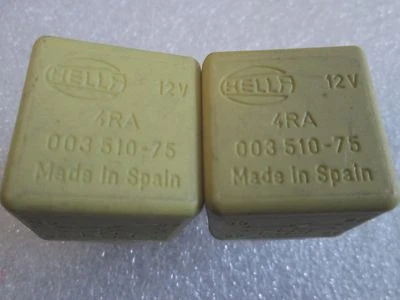 HELLA 12V
4RA
003 510-75
Made in Spain
HELLA 12V
4RA
003 510-75
Made in Spain